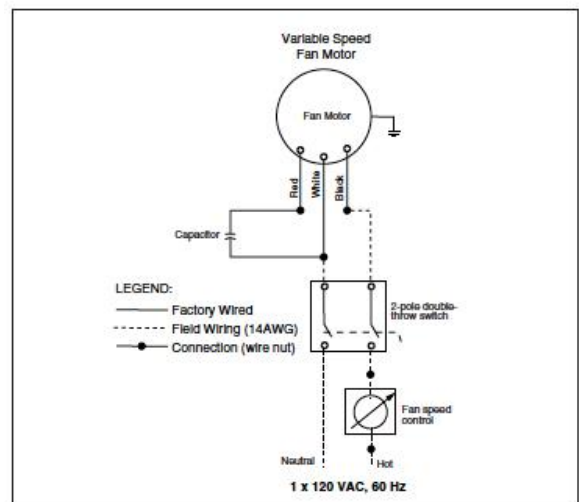 Variable Speed
Fan Motor
Fan Motor
Red
White
Black
Capacitor
LEGEND:
Factory Wired
Field Wiring (14AWG)
Connection (wire nut)
2-pole double-
throw switch
Fan speed
control
Neutral
Hot
1 x 120 VAC, 60 Hz